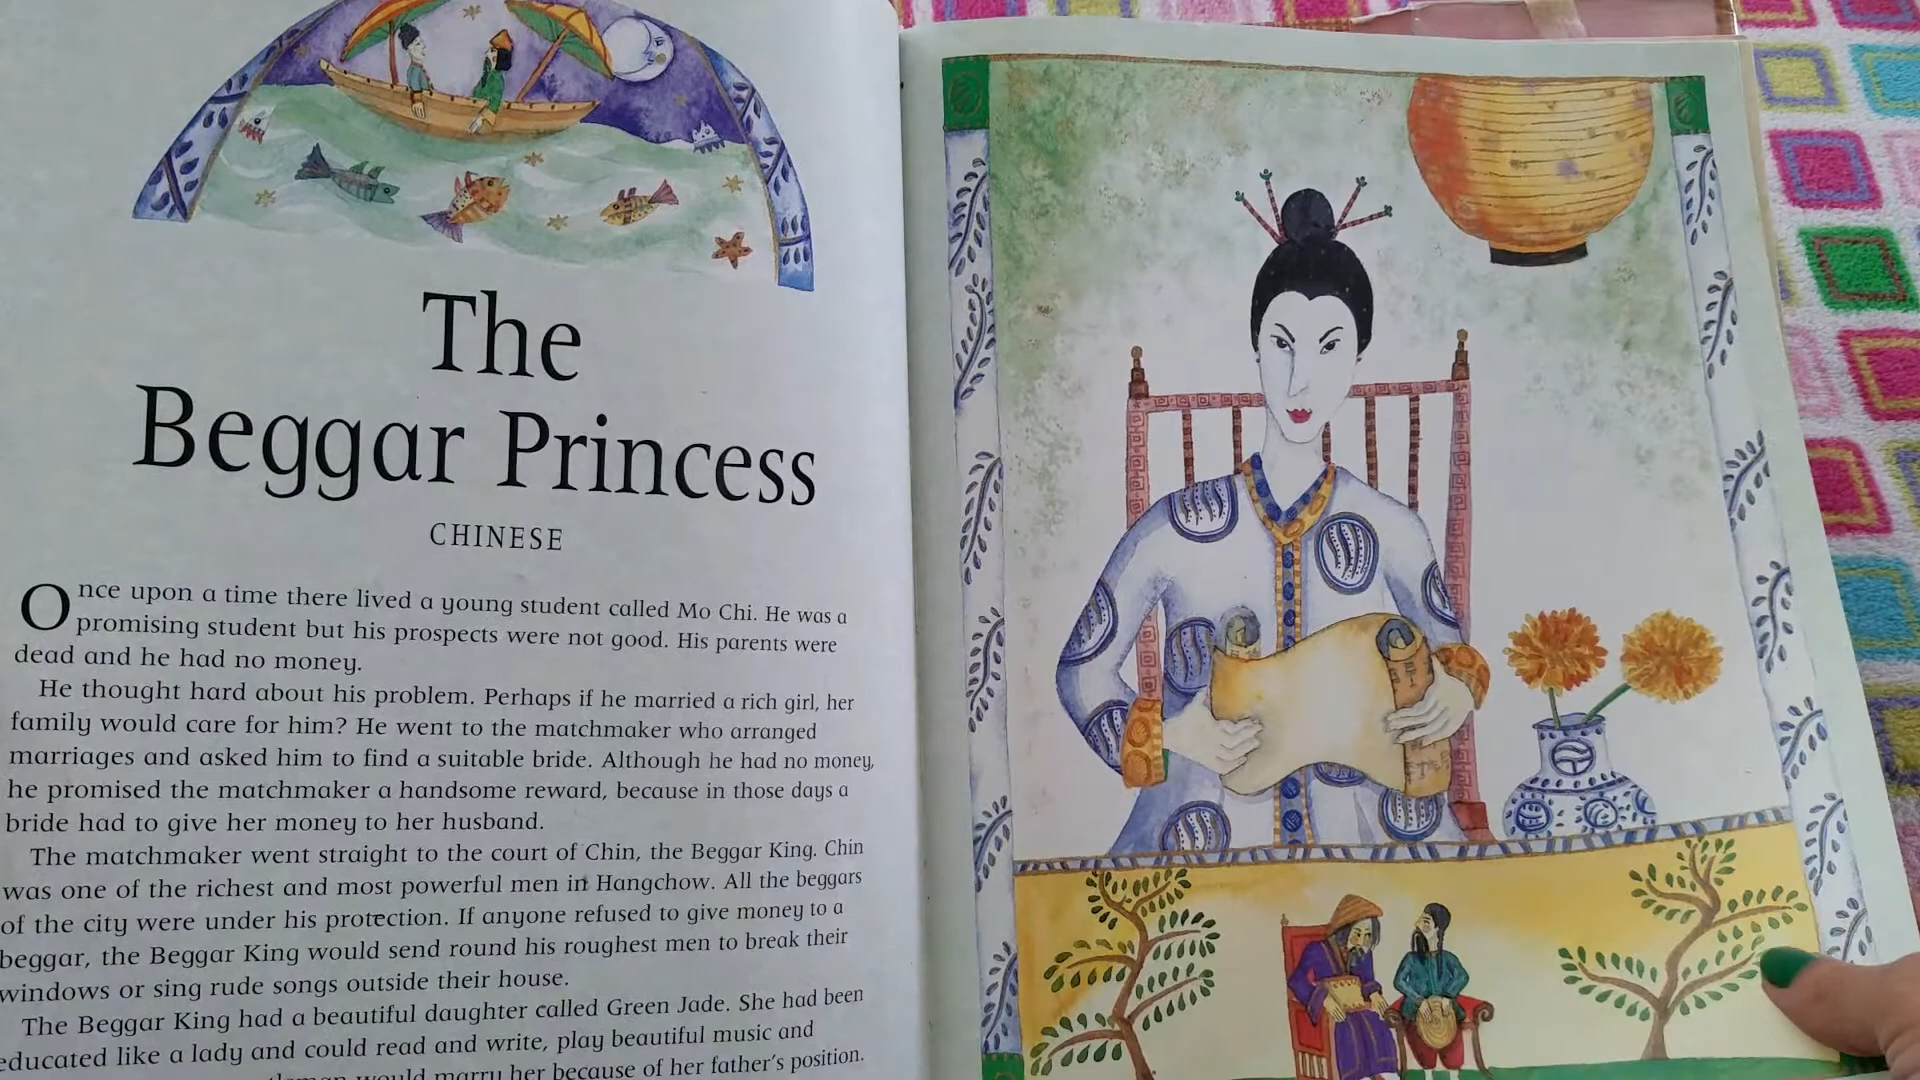 The
Beggar Princess
CHINESE
Once upon a time there lived a young student called Mo Chi. He was a
promising student but his prospects were not good. His parents were
dead and he had no money.
He thought hard about his problem. Perhaps if he married a rich girl, her
family would care for him? He went to the matchmaker who arranged
marriages and asked him to find a suitable bride. Although he had no money,
he promised the matchmaker a handsome reward, because in those days a
bride had to give her money to her husband.
The matchmaker went straight to the court of Chin, the Beggar King. Chin
was one of the richest and most powerful men in Hangchow. All the beggars
of the city were under his protection. If anyone refused to give money to a
beggar, the Beggar King would send round his roughest men to break their
windows or sing rude songs outside their house.
The Beggar King had a beautiful daughter called Green Jade. She had been
educated like a lady and could read and write, play beautiful music and
would marry her because of her father's position.